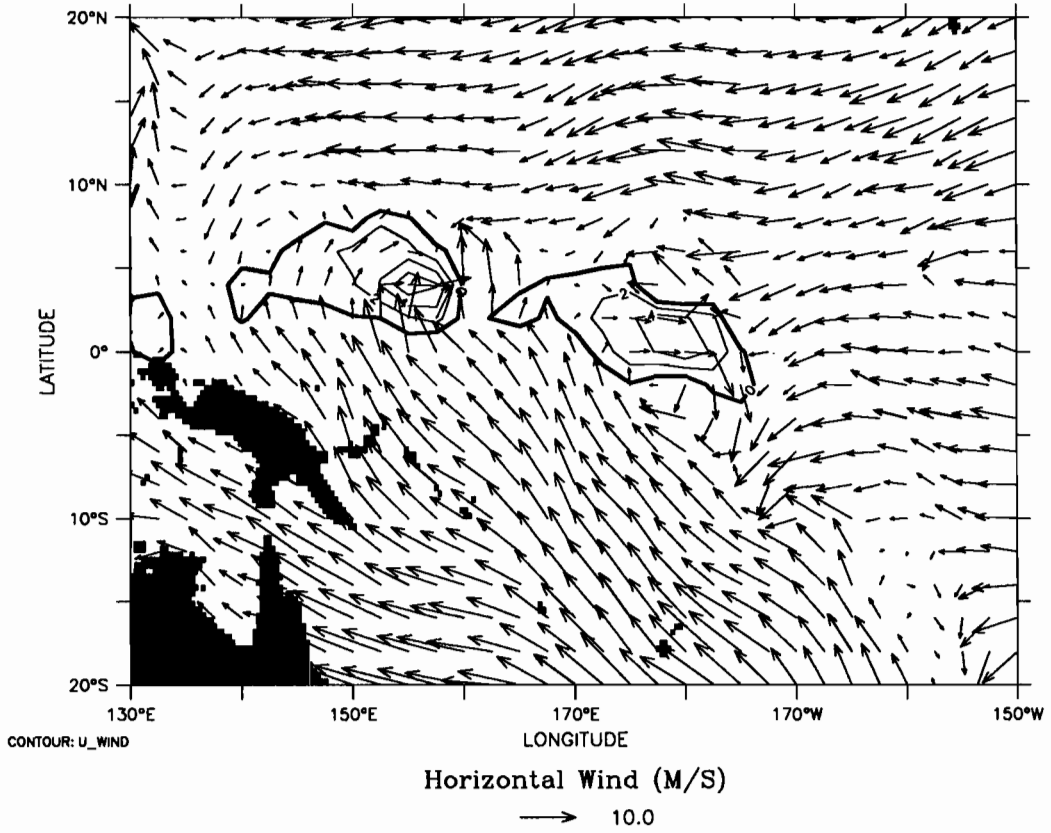 20°N
10°N
0°
10°S
20°S
LATITUDE
2
0
130°E 150°E 170°E 170°W 150°W
CONTOUR: U_WIND
LONGITUDE
Horizontal Wind (M/S)
10.0